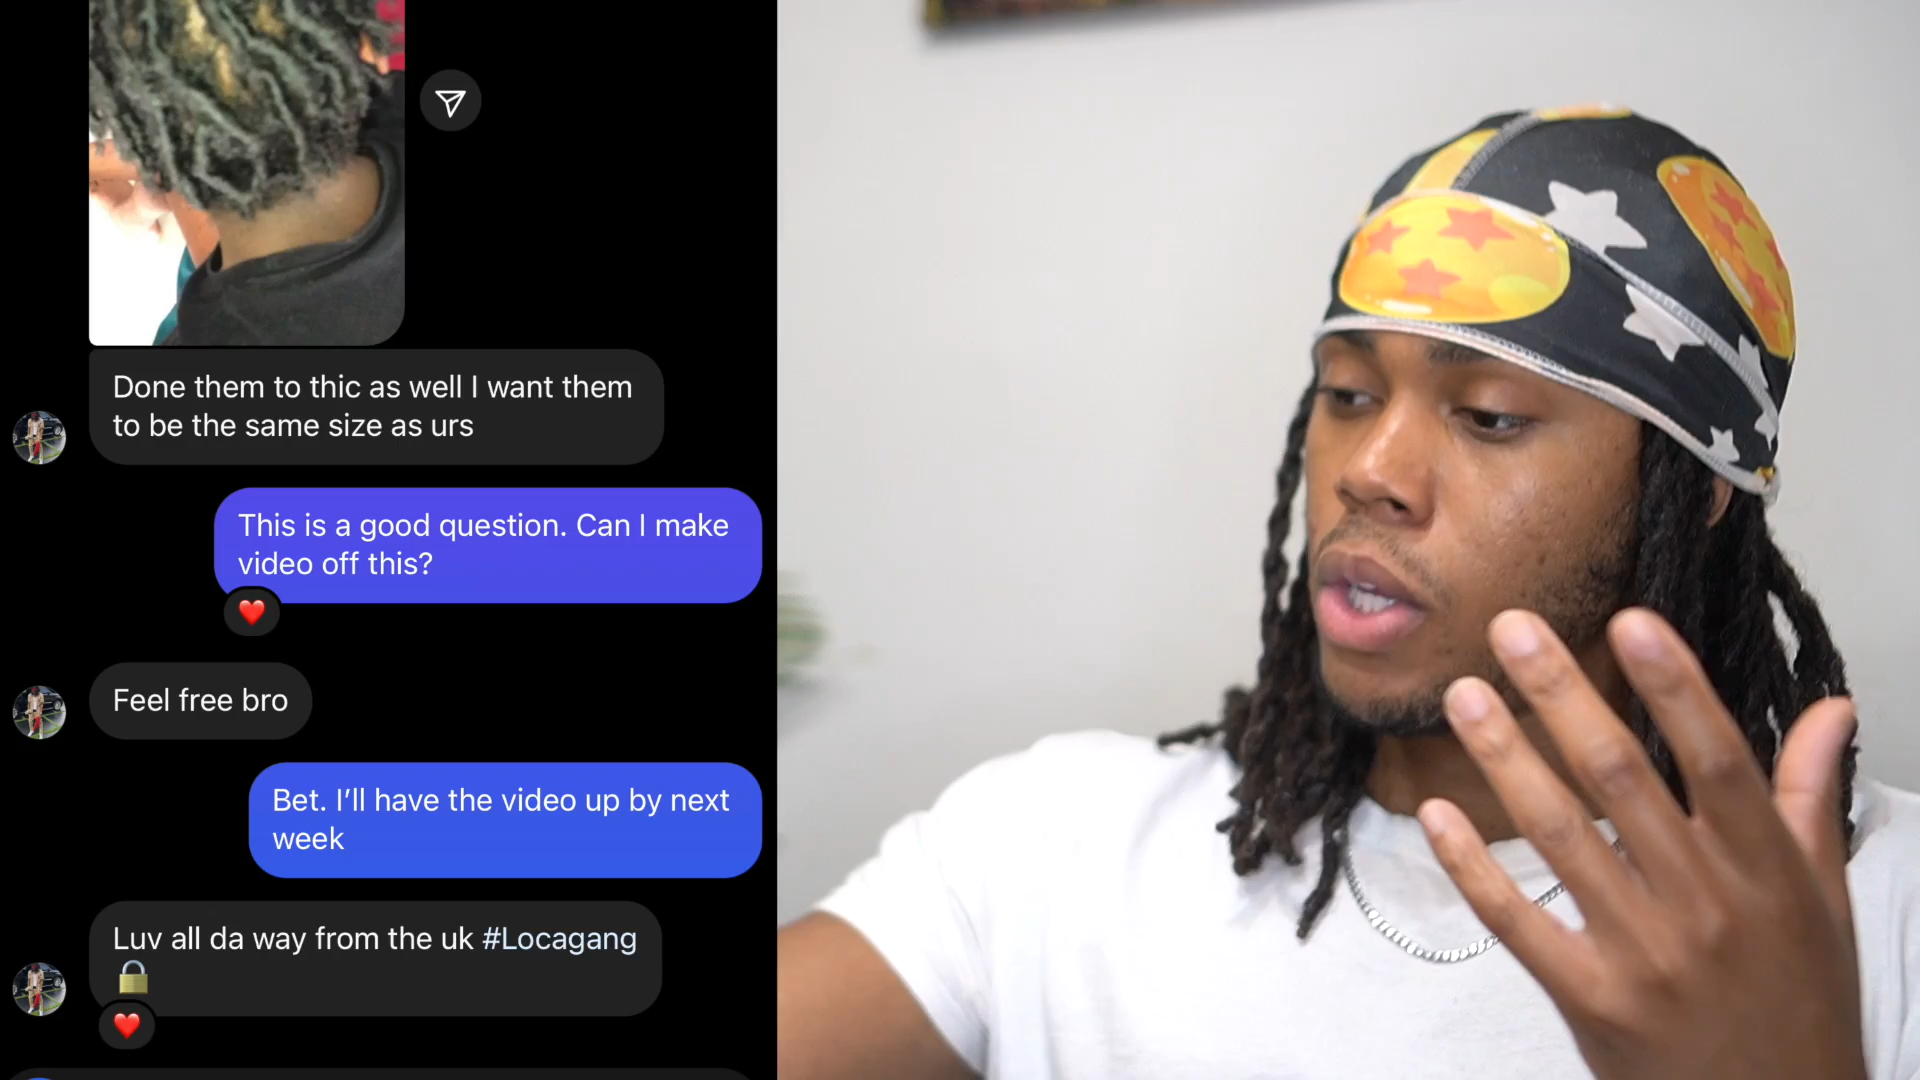 Done them to thic as well I want them
to be the same size as urs
This is a good question. Can I make
video off this?
Feel free bro
Bet. I’ll have the video up by next
week
Luv all da way from the uk #Locagang
🔒